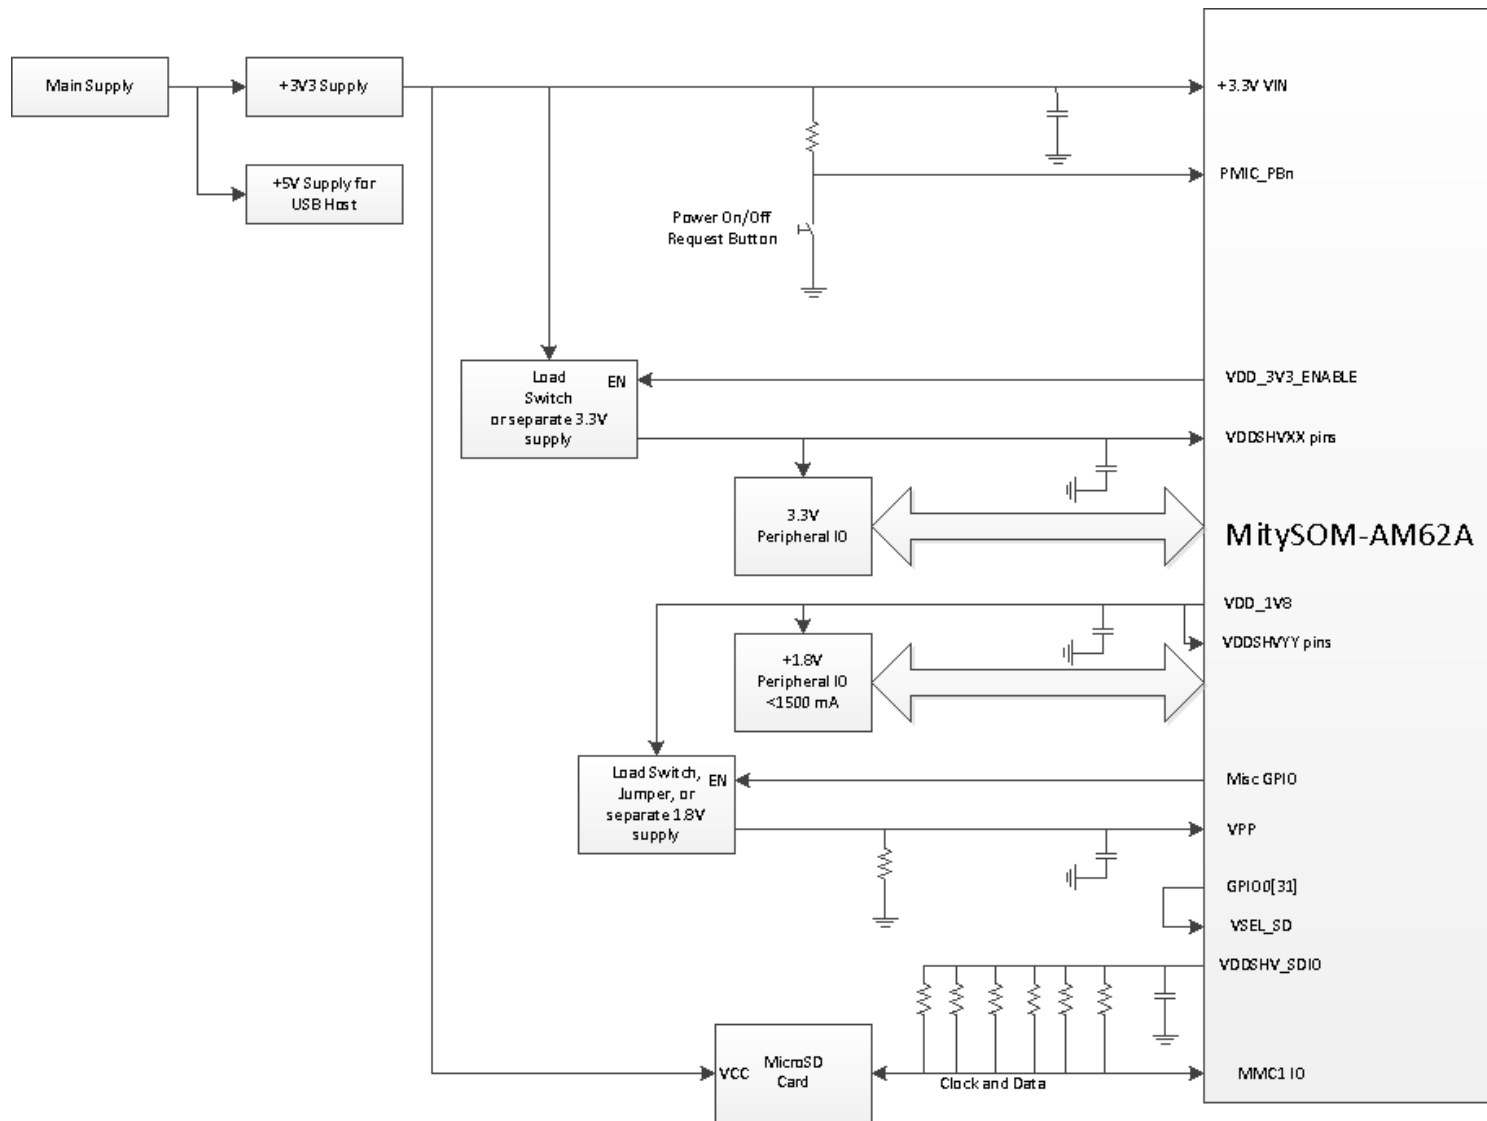 Main Supply
+3V3 Supply
+3.3V VIN
+5V Supply for
USB Host
PMIC_PBn
Power On/Off
Request Button
Load
Switch
or separate 3.3V
supply
EN
VDD_3V3_ENABLE
VDDSHVXX pins
3.3V
Peripheral IO
MitySOM-AM62A
VDD_1V8
VDDSHVYY pins
+1.8V
Peripheral IO
<1500 mA
Load Switch,
Jumper, or
separate 1.8V
supply
EN
Misc GPIO
VPP
GPIO0[31]
VSEL_SD
VDDSHV_SDIO
VCC
MicroSD
Card
Clock and Data
MMC1 IO